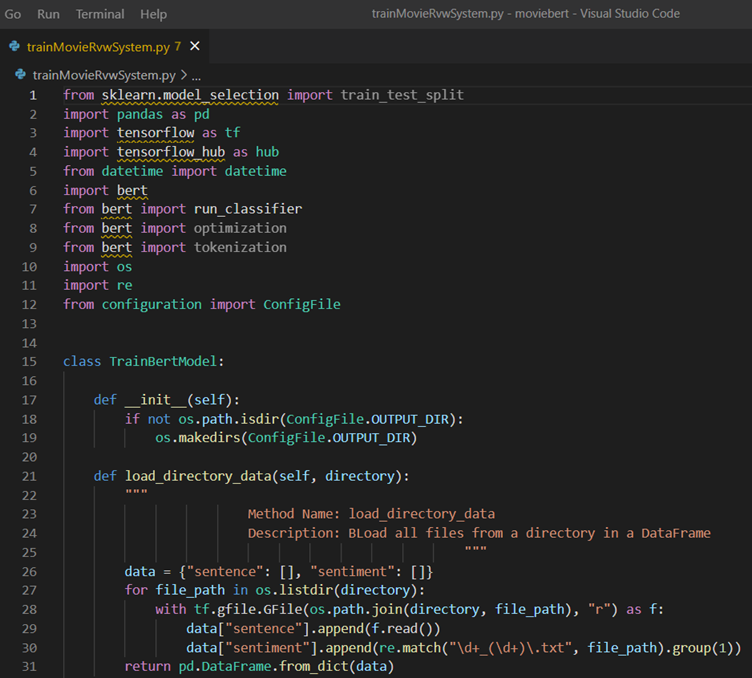 Go Run Terminal Help trainMovieRvwSystem.py - moviebert - Visual Studio Code
trainMovieRvwSystem.py 7 ×
trainMovieRvwSystem.py > ...
1 from sklearn.model_selection import train_test_split
2 import pandas as pd
3 import tensorflow as tf
4 import tensorflow_hub as hub
5 from datetime import datetime
6 import bert
7 from bert import run_classifier
8 from bert import optimization
9 from bert import tokenization
10 import os
11 import re
12 from configuration import ConfigFile
13
14
15 class TrainBertModel:
16
17     def __init__(self):
18         if not os.path.isdir(ConfigFile.OUTPUT_DIR):
19             os.makedirs(ConfigFile.OUTPUT_DIR)
20
21     def load_directory_data(self, directory):
22         """
23                         Method Name: load_directory_data
24                         Description: BLoad all files from a directory in a DataFrame
25                                                     """
26         data = {"sentence": [], "sentiment": []}
27         for file_path in os.listdir(directory):
28             with tf.gfile.GFile(os.path.join(directory, file_path), "r") as f:
29                 data["sentence"].append(f.read())
30                 data["sentiment"].append(re.match("\d+_(\d+)\.txt", file_path).group(1))
31         return pd.DataFrame.from_dict(data)